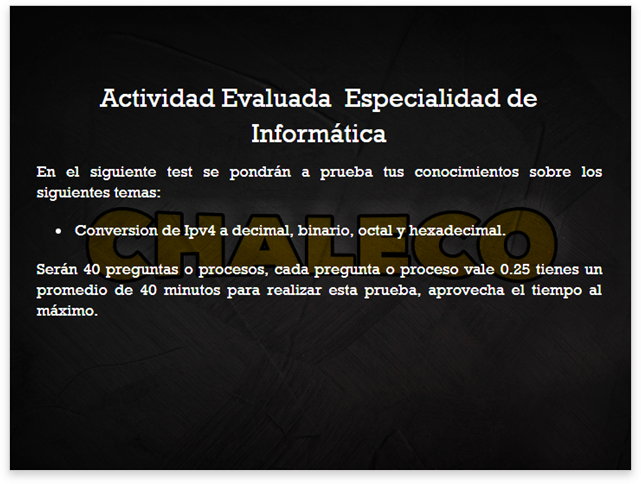 Actividad Evaluada Especialidad de
Informática
En el siguiente test se pondrán a prueba tus conocimientos sobre los
siguientes temas:
• Conversion de Ipv4 a decimal, binario, octal y hexadecimal.
CHALECO
Serán 40 preguntas o procesos, cada pregunta o proceso vale 0.25 tienes un
promedio de 40 minutos para realizar esta prueba, aprovecha el tiempo al
máximo.